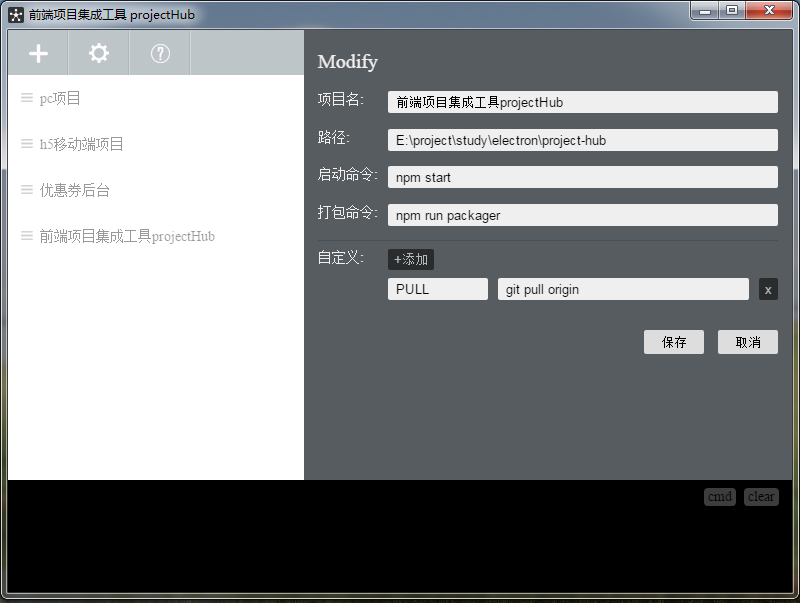 前端项目集成工具 projectHub
pc项目
h5移动端项目
优惠券后台
前端项目集成工具projectHub
Modify
项目名: 前端项目集成工具projectHub
路径: E:\project\study\electron\project-hub
启动命令: npm start
打包命令: npm run packager
自定义: +添加
PULL git pull origin x
保存 取消
cmd clear